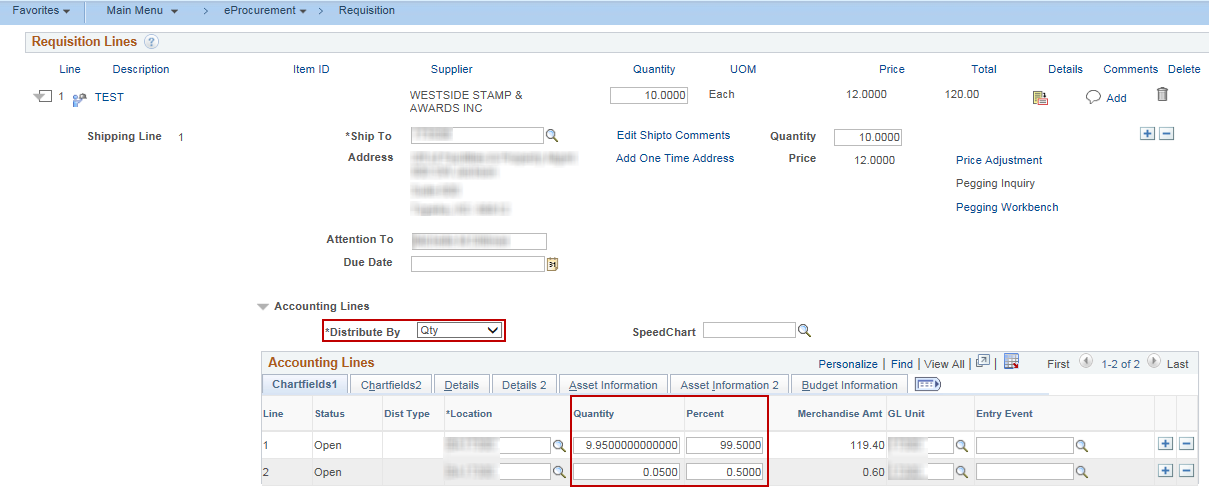 Favorites Main Menu > eProcurement > Requisition
Requisition Lines ?
Line Description Item ID Supplier Quantity UOM Price Total Details Comments Delete
1 TEST WESTSIDE STAMP & AWARDS INC 10.0000 Each 12.0000 120.00 Add
Shipping Line 1 *Ship To Edit Shipto Comments Quantity 10.0000
Address Add One Time Address Price 12.0000 Price Adjustment
Pegging Inquiry
Pegging Workbench
Attention To
Due Date 31
Accounting Lines
*Distribute By Qty SpeedChart
Accounting Lines Personalize | Find | View All | | First 1-2 of 2 Last
Chartfields1 Chartfields2 Details Details 2 Asset Information Asset Information 2 Budget Information
Line Status Dist Type *Location Quantity Percent Merchandise Amt GL Unit Entry Event
1 Open 9.9500000000000 99.5000 119.40
2 Open 0.0500 0.5000 0.60